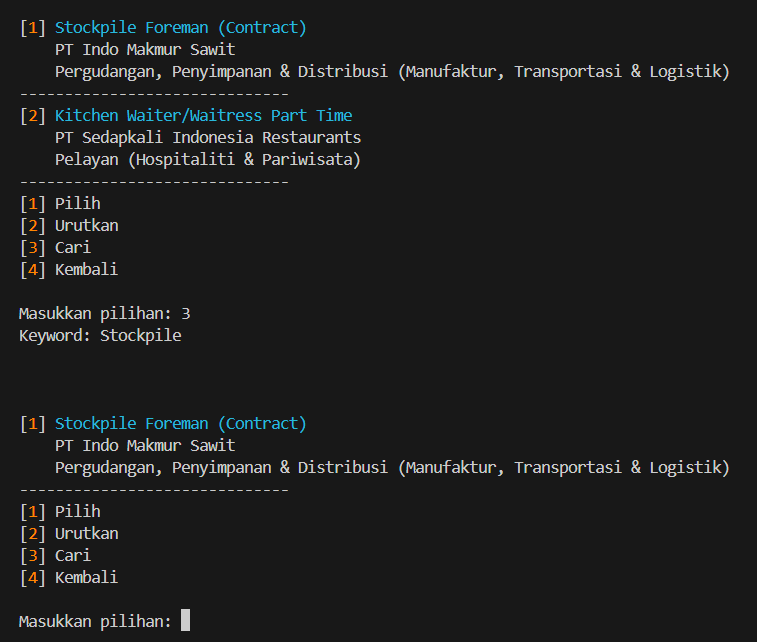 [1] Stockpile Foreman (Contract)
PT Indo Makmur Sawit
Pergudangan, Penyimpanan & Distribusi (Manufaktur, Transportasi & Logistik)
------------------------------
[2] Kitchen Waiter/Waitress Part Time
PT Sedapkali Indonesia Restaurants
Pelayan (Hospitaliti & Pariwisata)
------------------------------
[1] Pilih
[2] Urutkan
[3] Cari
[4] Kembali
Masukkan pilihan: 3
Keyword: Stockpile
[1] Stockpile Foreman (Contract)
PT Indo Makmur Sawit
Pergudangan, Penyimpanan & Distribusi (Manufaktur, Transportasi & Logistik)
------------------------------
[1] Pilih
[2] Urutkan
[3] Cari
[4] Kembali
Masukkan pilihan: